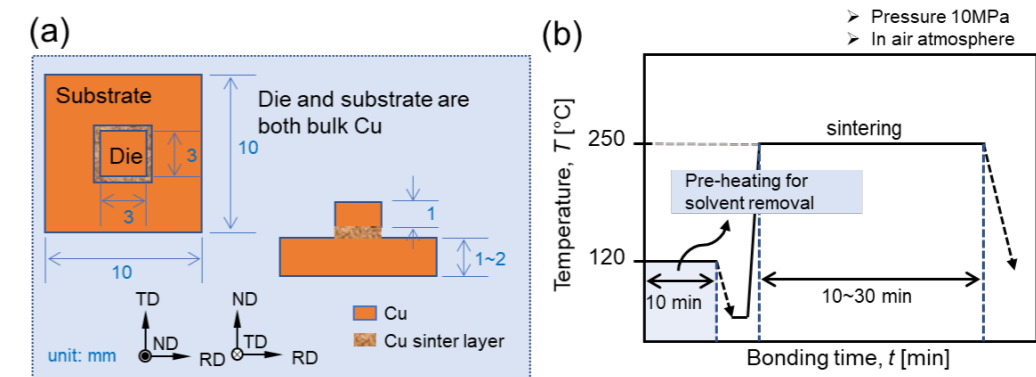 (a)
Substrate
Die
3
3
10
10
Die and substrate are
both bulk Cu
1
1~2
Cu
Cu sinter layer
TD
ND
RD
ND
TD
RD
unit: mm
(b)
➢ Pressure 10MPa
➢ In air atmosphere
Temperature, T [°C]
250
120
sintering
Pre-heating for
solvent removal
10 min
10~30 min
Bonding time, t [min]